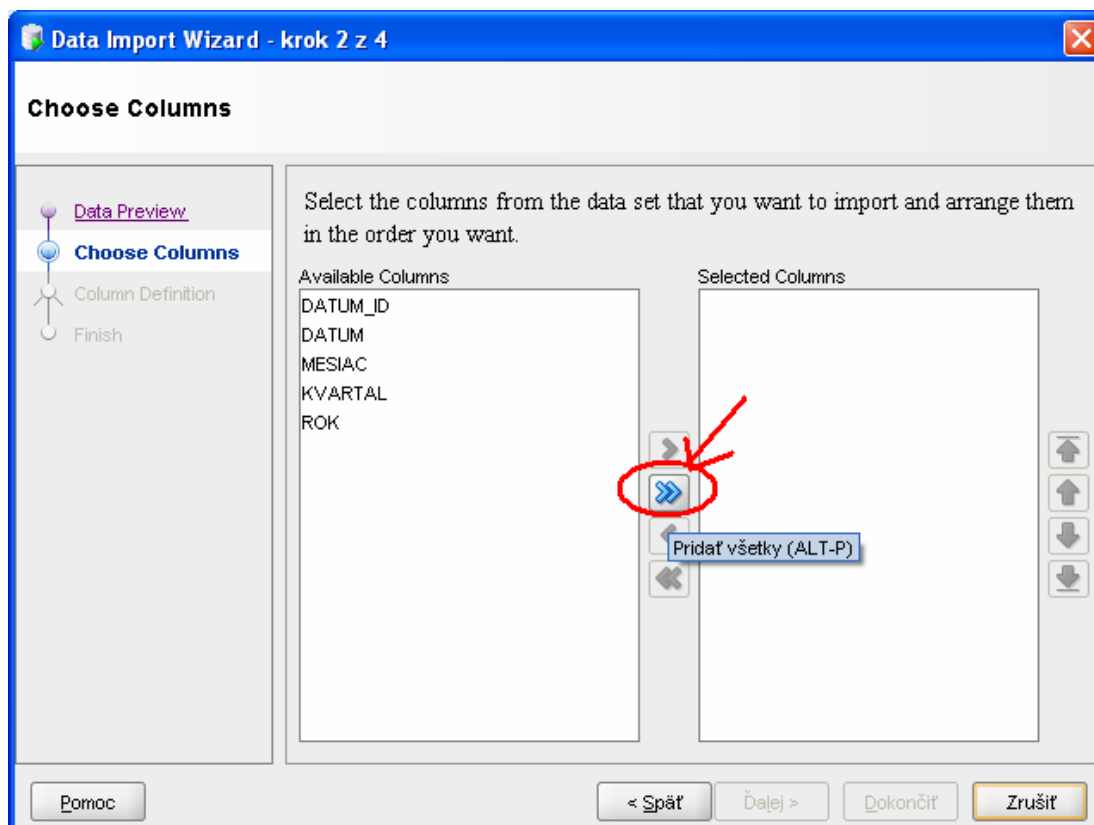 Data Import Wizard - krok 2 z 4
Choose Columns
Data Preview
Choose Columns
Column Definition
Finish
Select the columns from the data set that you want to import and arrange them
in the order you want.
Available Columns
DATUM_ID
DATUM
MESIAC
KVARTAL
ROK
Selected Columns
Pridať všetky (ALT-P)
Pomoc
< Späť
Ďalej >
Dokončiť
Zrušiť